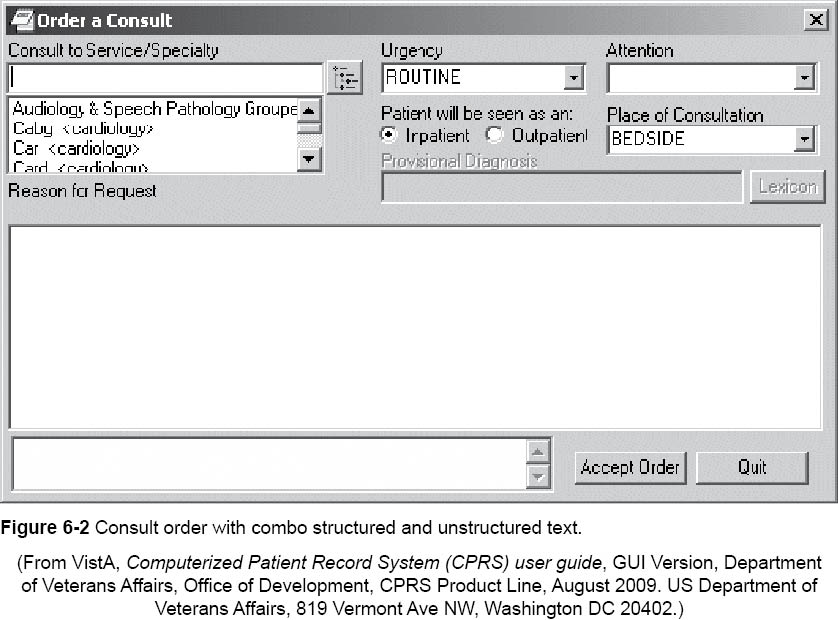 Order a Consult
Consult to Service/Specialty
Urgency
ROUTINE
Attention
Audiology & Speech Pathology Groupe
Caby <cardiology>
Car <cardiology>
Card <cardiology>
Patient will be seen as an:
Inpatient
Outpatient
Place of Consultation
BEDSIDE
Provisional Diagnosis
Lexicon
Reason for Request
Accept Order
Quit
Figure 6-2 Consult order with combo structured and unstructured text.
(From VistA, Computerized Patient Record System (CPRS) user guide, GUI Version, Department
of Veterans Affairs, Office of Development, CPRS Product Line, August 2009. US Department of
Veterans Affairs, 819 Vermont Ave NW, Washington DC 20402.)